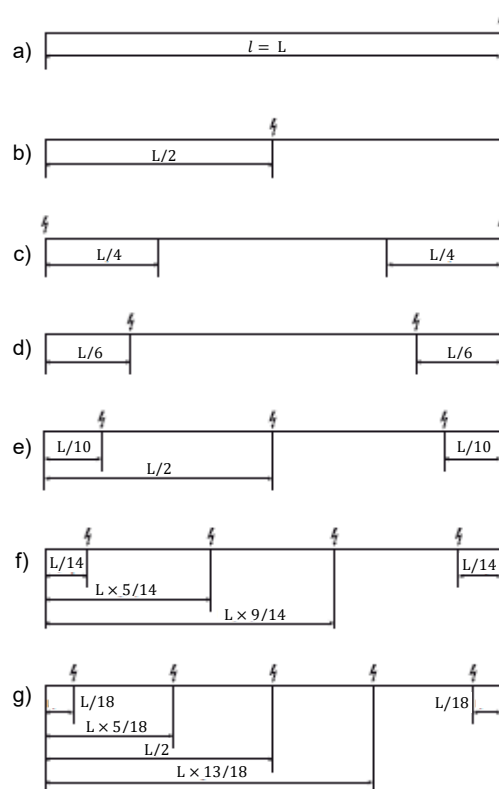 a)
l = L
b)
L/2
c)
L/4 L/4
d)
L/6 L/6
e)
L/10 L/10
L/2
f)
L/14 L/14
L × 5/14
L × 9/14
g)
L/18 L/18
L × 5/18
L/2
L × 13/18